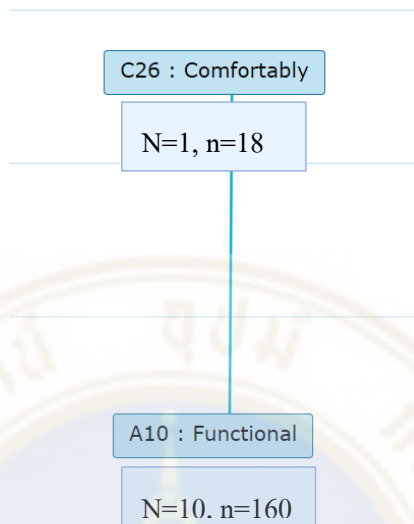 C26 : Comfortably
N=1, n=18
A10 : Functional
N=10, n=160